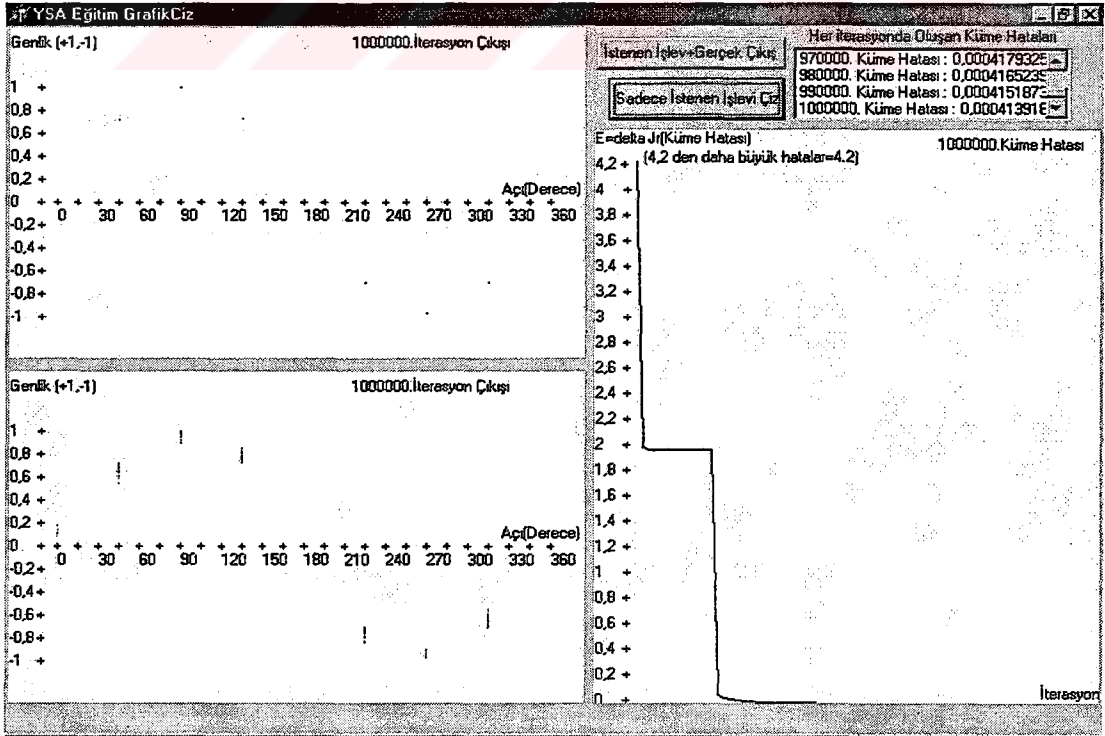 YSA Eğitim GrafikCiz
Genlik (+1,-1)
1000000.İterasyon Çıkışı
1
0,8
0,6
0,4
0,2
0
-0,2
-0,4
-0,6
-0,8
-1
Açı(Derece)
0 30 60 90 120 150 180 210 240 270 300 330 360
Genlik (+1,-1)
1000000.İterasyon Çıkışı
1
0,8
0,6
0,4
0,2
0
-0,2
-0,4
-0,6
-0,8
-1
Açı(Derece)
0 30 60 90 120 150 180 210 240 270 300 330 360
İstenen İşlev+Gerçek Çıkış
Sadece İstenen İşlevi Çiz
Her iterasyonda Oluşan Küme Hataları
970000. Küme Hatası : 0,0004179325
980000. Küme Hatası : 0,0004165239
990000. Küme Hatası : 0,0004151873
1000000. Küme Hatası : 0,000413918
E=delta Jr(Küme Hatası)
(4,2 den daha büyük hatalar=4.2)
1000000.Küme Hatası
4,2
4
3,8
3,6
3,4
3,2
3
2,8
2,6
2,4
2,2
2
1,8
1,6
1,4
1,2
1
0,8
0,6
0,4
0,2
0
İterasyon